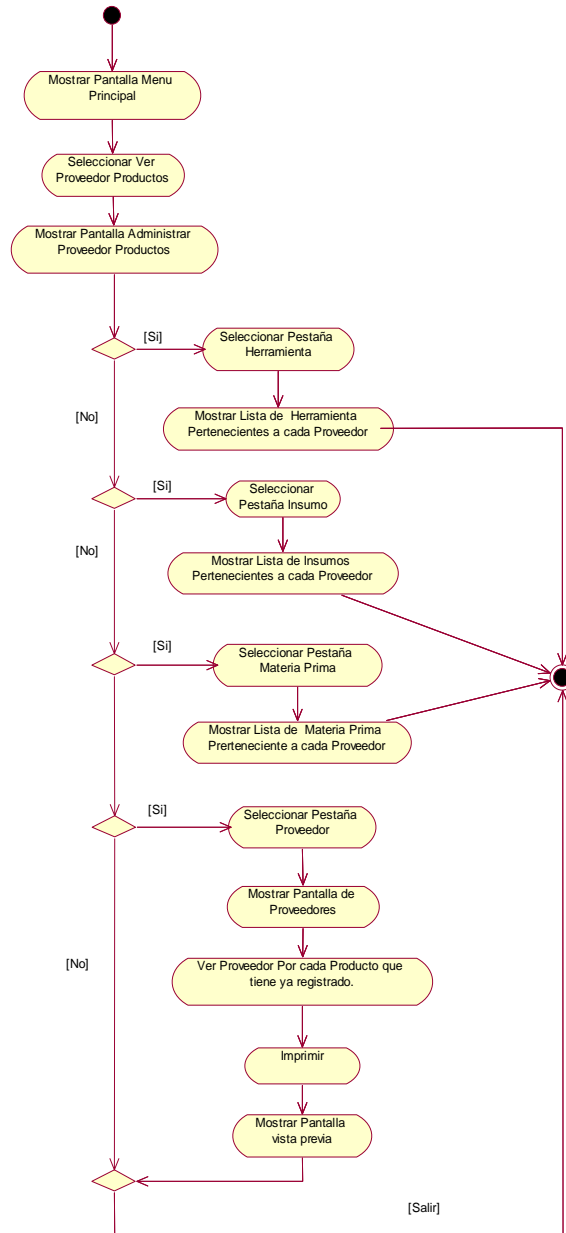 Mostrar Pantalla Menu
Principal
Seleccionar Ver
Proveedor Productos
Mostrar Pantalla Administrar
Proveedor Productos
[Si]
Seleccionar Pestaña
Herramienta
[No]
Mostrar Lista de Herramienta
Pertenecientes a cada Proveedor
[Si]
Seleccionar
Pestaña Insumo
[No]
Mostrar Lista de Insumos
Pertenecientes a cada Proveedor
[Si]
Seleccionar Pestaña
Materia Prima
Mostrar Lista de Materia Prima
Prerteneciente a cada Proveedor
[Si]
Seleccionar Pestaña
Proveedor
Mostrar Pantalla de
Proveedores
[No]
Ver Proveedor Por cada Producto que
tiene ya registrado.
Imprimir
Mostrar Pantalla
vista previa
[Salir]